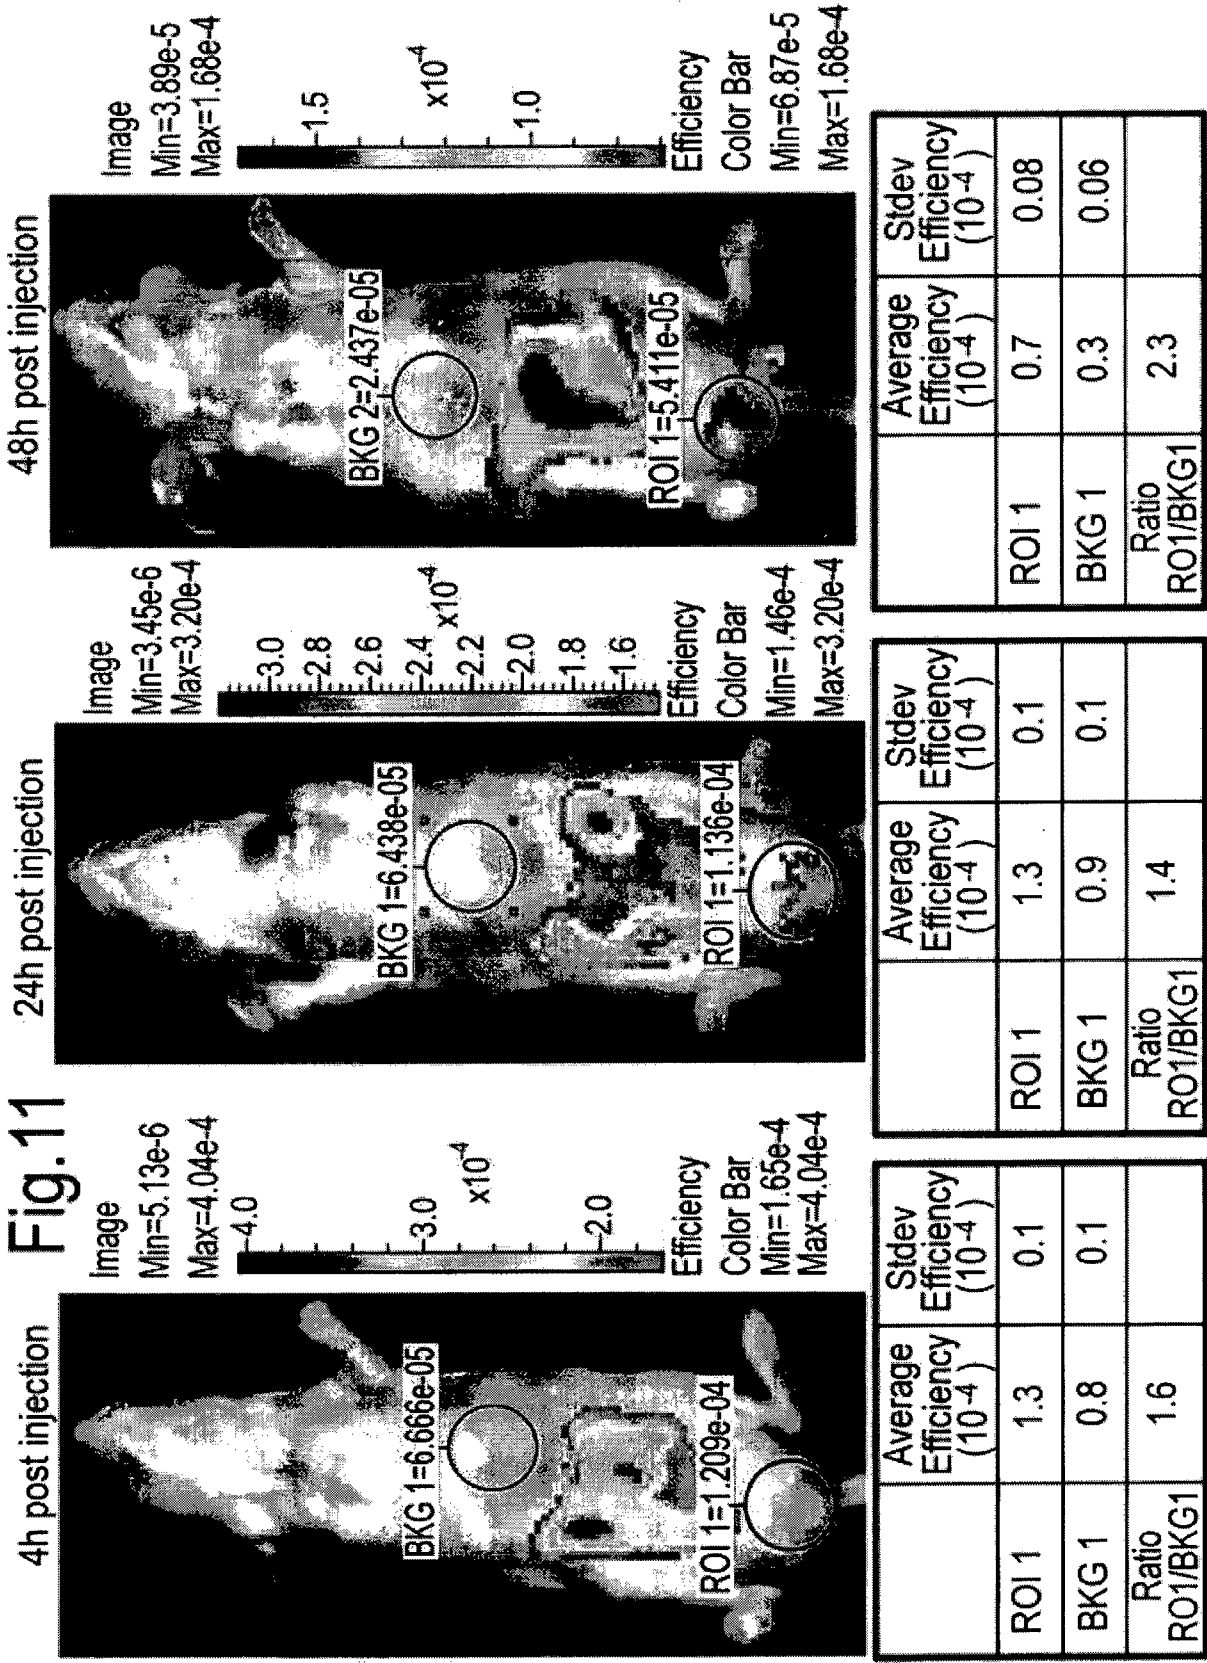 Fig.11
4h post injection
Image
Min=5.13e-6
Max=4.04e-4
4.0
3.0
x10-4
2.0
Efficiency
Color Bar
Min=1.65e-4
Max=4.04e-4
BKG 1=6.666e-05
ROI 1=1.209e-04
Average Efficiency (10-4) Stdev Efficiency (10-4)
ROI 1 1.3 0.1
BKG 1 0.8 0.1
Ratio RO1/BKG1 1.6
24h post injection
Image
Min=3.45e-6
Max=3.20e-4
3.0
2.8
2.6
2.4
x10-4
2.2
2.0
1.8
1.6
Efficiency
Color Bar
Min=1.46e-4
Max=3.20e-4
BKG 1=6.438e-05
ROI 1=1.136e-04
Average Efficiency (10-4) Stdev Efficiency (10-4)
ROI 1 1.3 0.1
BKG 1 0.9 0.1
Ratio RO1/BKG1 1.4
48h post injection
Image
Min=3.89e-5
Max=1.68e-4
1.5
x10-4
1.0
Efficiency
Color Bar
Min=6.87e-5
Max=1.68e-4
BKG 2=2.437e-05
ROI 1=5.411e-05
Average Efficiency (10-4) Stdev Efficiency (10-4)
ROI 1 0.7 0.08
BKG 1 0.3 0.06
Ratio RO1/BKG1 2.3